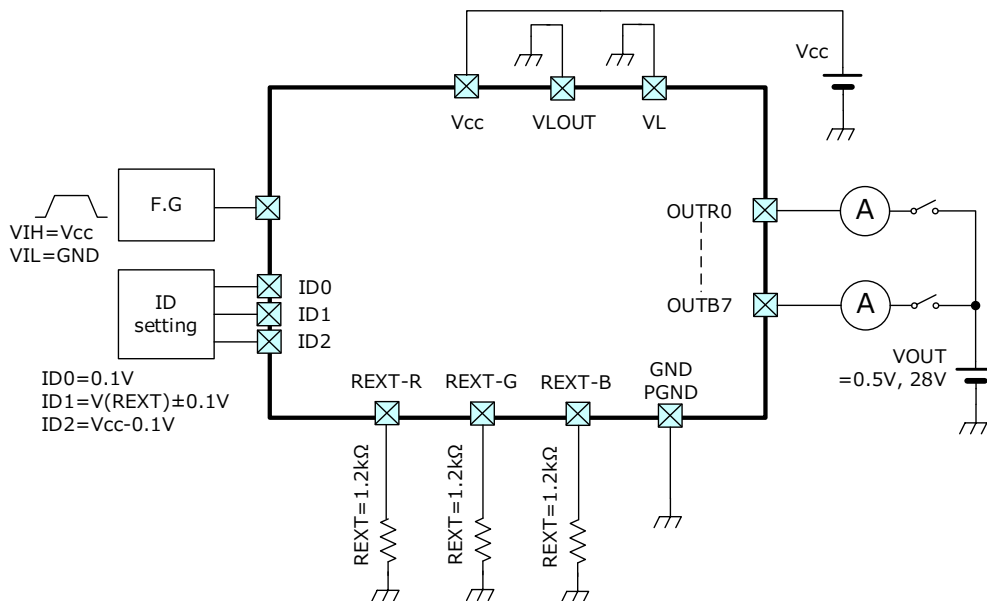 Vcc
Vcc
VLOUT
VL
F.G
VIH=Vcc
VIL=GND
OUTR0
A
ID
setting
ID0
ID1
ID2
OUTB7
A
ID0=0.1V
ID1=V(REXT)±0.1V
ID2=Vcc-0.1V
REXT-R
REXT-G
REXT-B
GND
PGND
VOUT
=0.5V, 28V
REXT=1.2kΩ
REXT=1.2kΩ
REXT=1.2kΩ